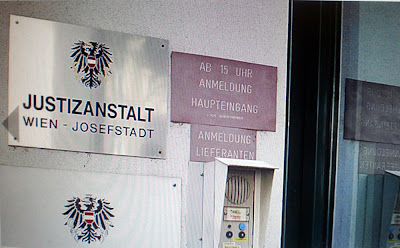 JUSTIZANSTALT
WIEN - JOSEFSTADT
AB 15 UHR
ANMELDUNG
HAUPTEINGANG
ANMELDUNG
LIEFERANTEN